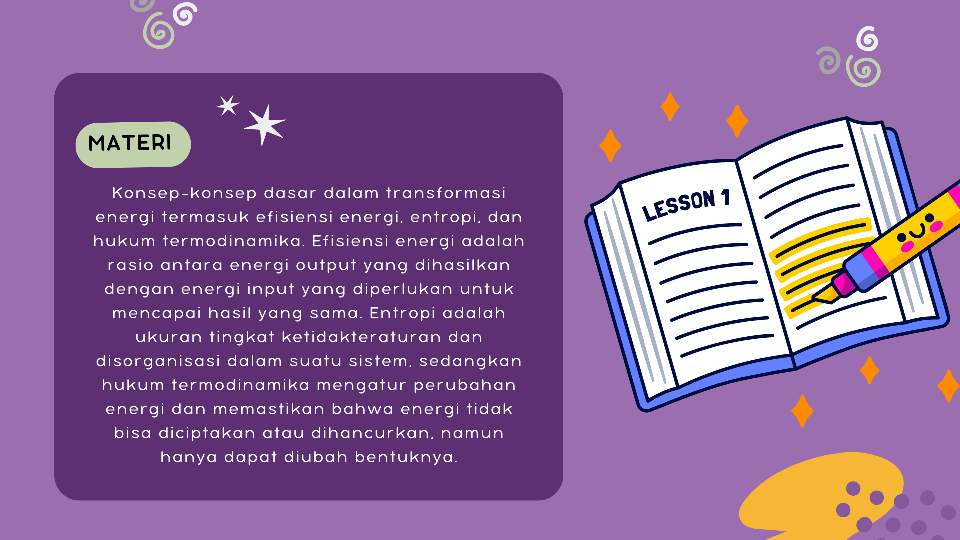 MATERI
Konsep-konsep dasar dalam transformasi
energi termasuk efisiensi energi, entropi, dan
hukum termodinamika. Efisiensi energi adalah
rasio antara energi output yang dihasilkan
dengan energi input yang diperlukan untuk
mencapai hasil yang sama. Entropi adalah
ukuran tingkat ketidakteraturan dan
disorganisasi dalam suatu sistem, sedangkan
hukum termodinamika mengatur perubahan
energi dan memastikan bahwa energi tidak
bisa diciptakan atau dihancurkan, namun
hanya dapat diubah bentuknya.
LESSON 1